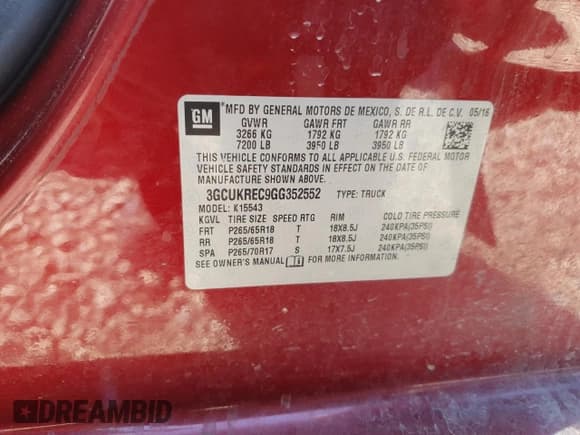 GM
*MFD BY GENERAL MOTORS DE MEXICO, S. DE R.L. DE C.V. 05/16
GVWR GAWR FRT GAWR RR
3266 KG 1792 KG 1792 KG
7200 LB 3950 LB 3950 LB
THIS VEHICLE CONFORMS TO ALL APPLICABLE U.S. FEDERAL MOTOR
VEHICLE SAFETY STANDARDS IN EFFECT ON THE DATE OF
MANUFACTURE SHOWN ABOVE.
3GCUKREC9GG352552 TYPE: TRUCK
MODEL: K15543
KGVL TIRE SIZE SPEED RTG RIM COLD TIRE PRESSURE
FRT P265/65R18 T 18X8.5J 240KPA(35PSI)
RR P265/65R18 T 18X8.5J 240KPA(35PSI)
SPA P265/70R17 S 17X7.5J 240KPA(35PSI)
SEE OWNER'S MANUAL FOR MORE INFORMATION.
DREAMBID